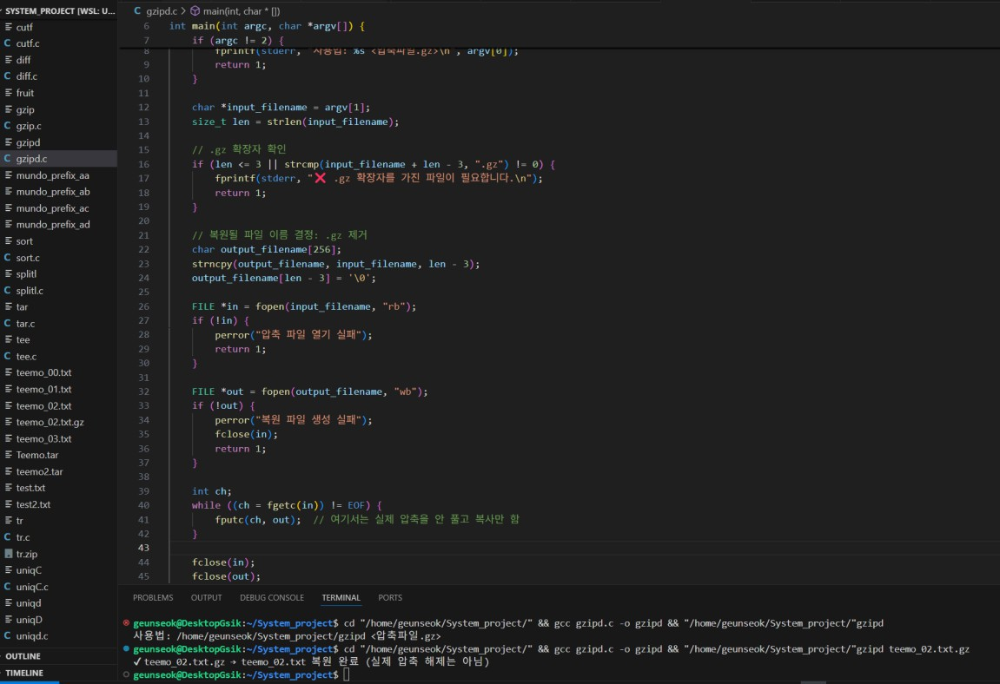 SYSTEM_PROJECT [WSL: U...
cutf
C cutf.c
diff
C diff.c
fruit
gzip
C gzip.c
gzipd
C gzipd.c
mundo_prefix_aa
mundo_prefix_ab
mundo_prefix_ac
mundo_prefix_ad
sort
C sort.c
splitl
C splitl.c
tar
C tar.c
tee
C tee.c
teemo_00.txt
teemo_01.txt
teemo_02.txt
teemo_02.txt.gz
teemo_03.txt
Teemo.tar
teemo2.tar
test.txt
test2.txt
tr
C tr.c
tr.zip
uniqC
C uniqC.c
uniqd
uniqD
C uniqd.c
OUTLINE
TIMELINE
C gzipd.c > main(int, char * [])
6 int main(int argc, char *argv[]) {
7 if (argc != 2) {
8 fprintf(stderr, "사용법: %s <압축파일.gz>\n", argv[0]);
9 return 1;
10 }
11
12 char *input_filename = argv[1];
13 size_t len = strlen(input_filename);
14
15 // .gz 확장자 확인
16 if (len <= 3 || strcmp(input_filename + len - 3, ".gz") != 0) {
17 fprintf(stderr, "❌ .gz 확장자를 가진 파일이 필요합니다.\n");
18 return 1;
19 }
20
21 // 복원될 파일 이름 결정: .gz 제거
22 char output_filename[256];
23 strncpy(output_filename, input_filename, len - 3);
24 output_filename[len - 3] = '\0';
25
26 FILE *in = fopen(input_filename, "rb");
27 if (!in) {
28 perror("압축 파일 열기 실패");
29 return 1;
30 }
31
32 FILE *out = fopen(output_filename, "wb");
33 if (!out) {
34 perror("복원 파일 생성 실패");
35 fclose(in);
36 return 1;
37 }
38
39 int ch;
40 while ((ch = fgetc(in)) != EOF) {
41 fputc(ch, out); // 여기서는 실제 압축을 안 풀고 복사만 함
42 }
43
44 fclose(in);
45 fclose(out);
PROBLEMS OUTPUT DEBUG CONSOLE TERMINAL PORTS
geunseok@DesktopGsik:~/System_project$ cd "/home/geunseok/System_project/" && gcc gzipd.c -o gzipd && "/home/geunseok/System_project/"gzipd
사용법: /home/geunseok/System_project/gzipd <압축파일.gz>
geunseok@DesktopGsik:~/System_project$ cd "/home/geunseok/System_project/" && gcc gzipd.c -o gzipd && "/home/geunseok/System_project/"gzipd teemo_02.txt.gz
✔ teemo_02.txt.gz → teemo_02.txt 복원 완료 (실제 압축 해제는 아님)
geunseok@DesktopGsik:~/System_project$